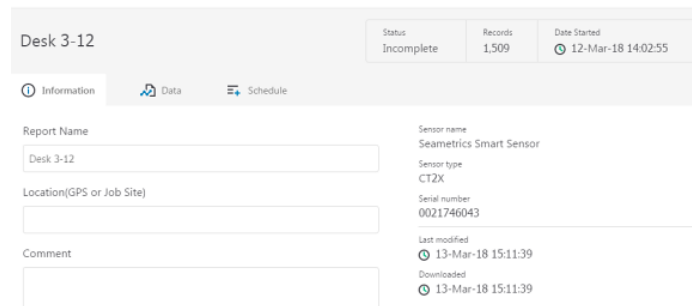 Desk 3-12
Status
Incomplete
Records
1,509
Date Started
12-Mar-18 14:02:55
Information
Data
Schedule
Report Name
Desk 3-12
Location(GPS or Job Site)
Comment
Sensor name
Seametrics Smart Sensor
Sensor type
CT2X
Serial number
0021746043
Last modified
13-Mar-18 15:11:39
Downloaded
13-Mar-18 15:11:39